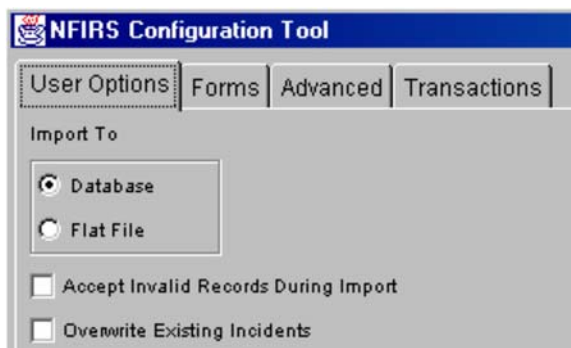 NFIRS Configuration Tool
User Options Forms Advanced Transactions
Import To
Database
Flat File
Accept Invalid Records During Import
Overwrite Existing Incidents